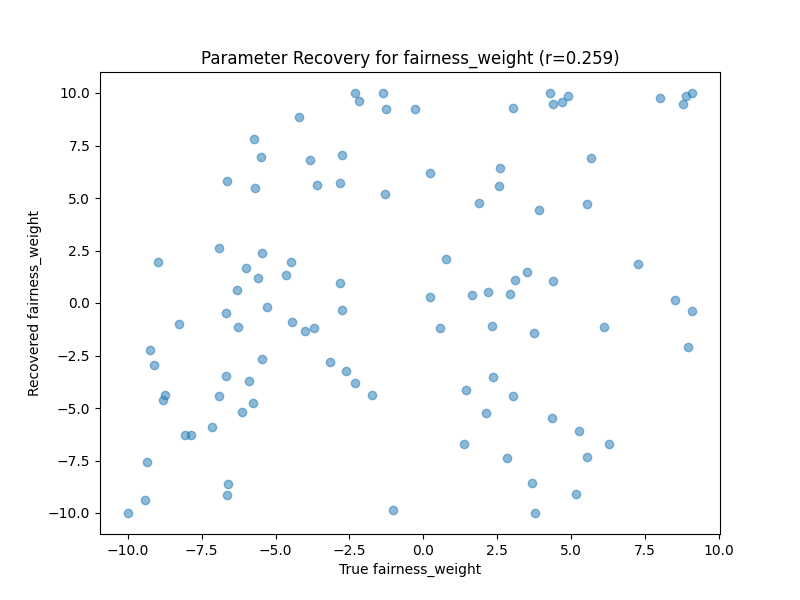 Parameter Recovery for fairness_weight (r=0.259)
10.0
7.5
5.0
2.5
0.0
−2.5
−5.0
−7.5
−10.0
Recovered fairness_weight
−10.0 −7.5 −5.0 −2.5 0.0 2.5 5.0 7.5 10.0
True fairness_weight